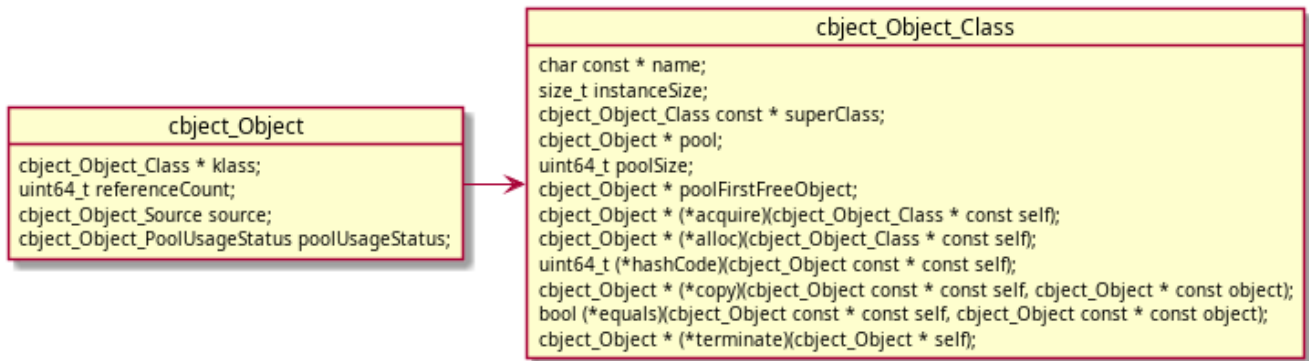 cbject_Object
cbject_Object_Class * klass;
uint64_t referenceCount;
cbject_Object_Source source;
cbject_Object_PoolUsageStatus poolUsageStatus;
cbject_Object_Class
char const * name;
size_t instanceSize;
cbject_Object_Class const * superClass;
cbject_Object * pool;
uint64_t poolSize;
cbject_Object * poolFirstFreeObject;
cbject_Object * (*acquire)(cbject_Object_Class * const self);
cbject_Object * (*alloc)(cbject_Object_Class * const self);
uint64_t (*hashCode)(cbject_Object const * const self);
cbject_Object * (*copy)(cbject_Object const * const self, cbject_Object * const object);
bool (*equals)(cbject_Object const * const self, cbject_Object const * const object);
cbject_Object * (*terminate)(cbject_Object * self);